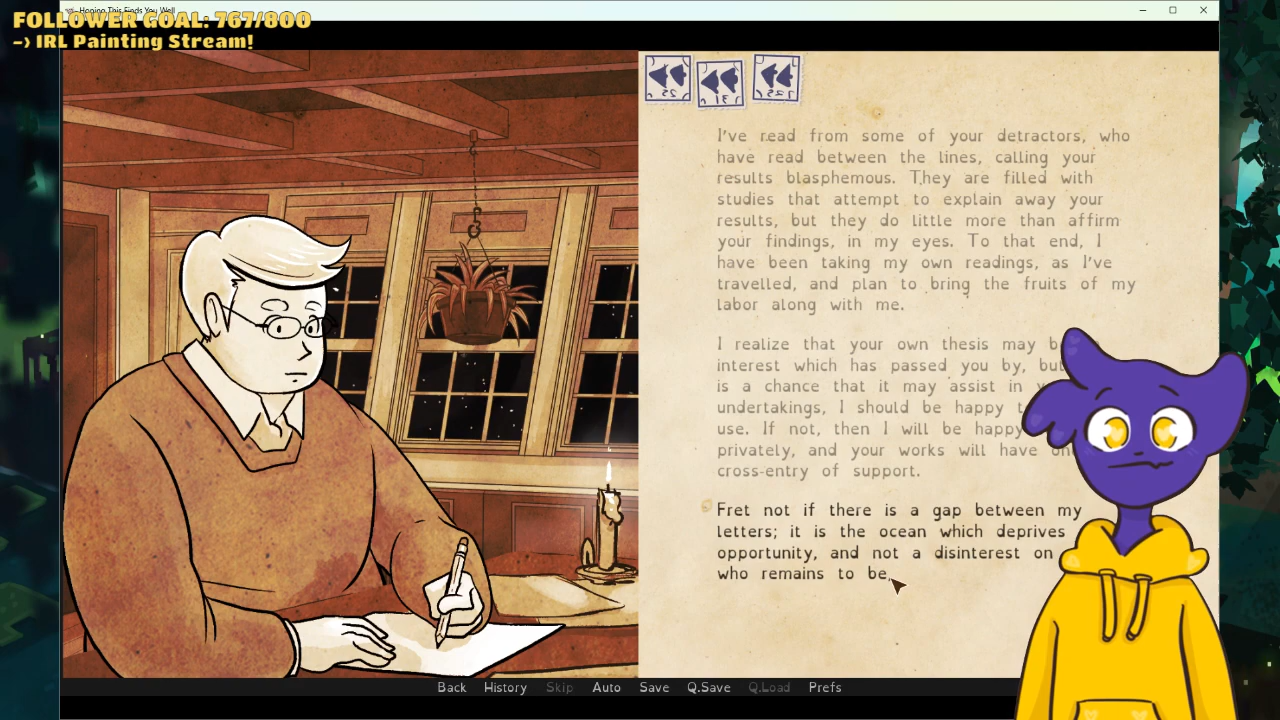 Hoping This Finds You Well
FOLLOWER GOAL: 767/800
-> IRL Painting Stream!
I've read from some of your detractors, who
have read between the lines, calling your
results blasphemous. They are filled with
studies that attempt to explain away your
results, but they do little more than affirm
your findings, in my eyes. To that end, I
have been taking my own readings, as I've
travelled, and plan to bring the fruits of my
labor along with me.
I realize that your own thesis may
interest which has passed you by,
is a chance that it may assist in
undertakings, I should be happy
use. If not, then I will be happy
privately, and your works will have
cross-entry of support.
Fret not if there is a gap between my
letters; it is the ocean which deprives
opportunity, and not a disinterest on
who remains to be,
Back History Skip Auto Save Q.Save Q.Load Prefs